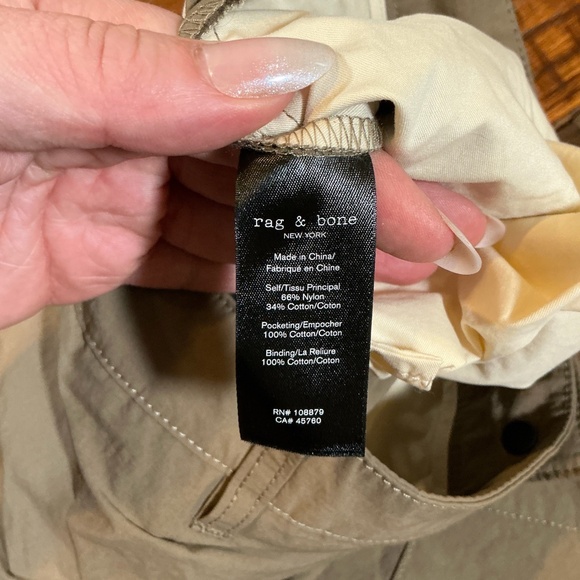 rag & bone
NEW YORK
Made in China/
Fabriqué en Chine
Self/Tissu Principal
66% Nylon
34% Cotton/Coton
Pocketing/Empocher
100% Cotton/Coton
Binding/La Reliure
100% Cotton/Coton
RN# 108879
CA# 45760